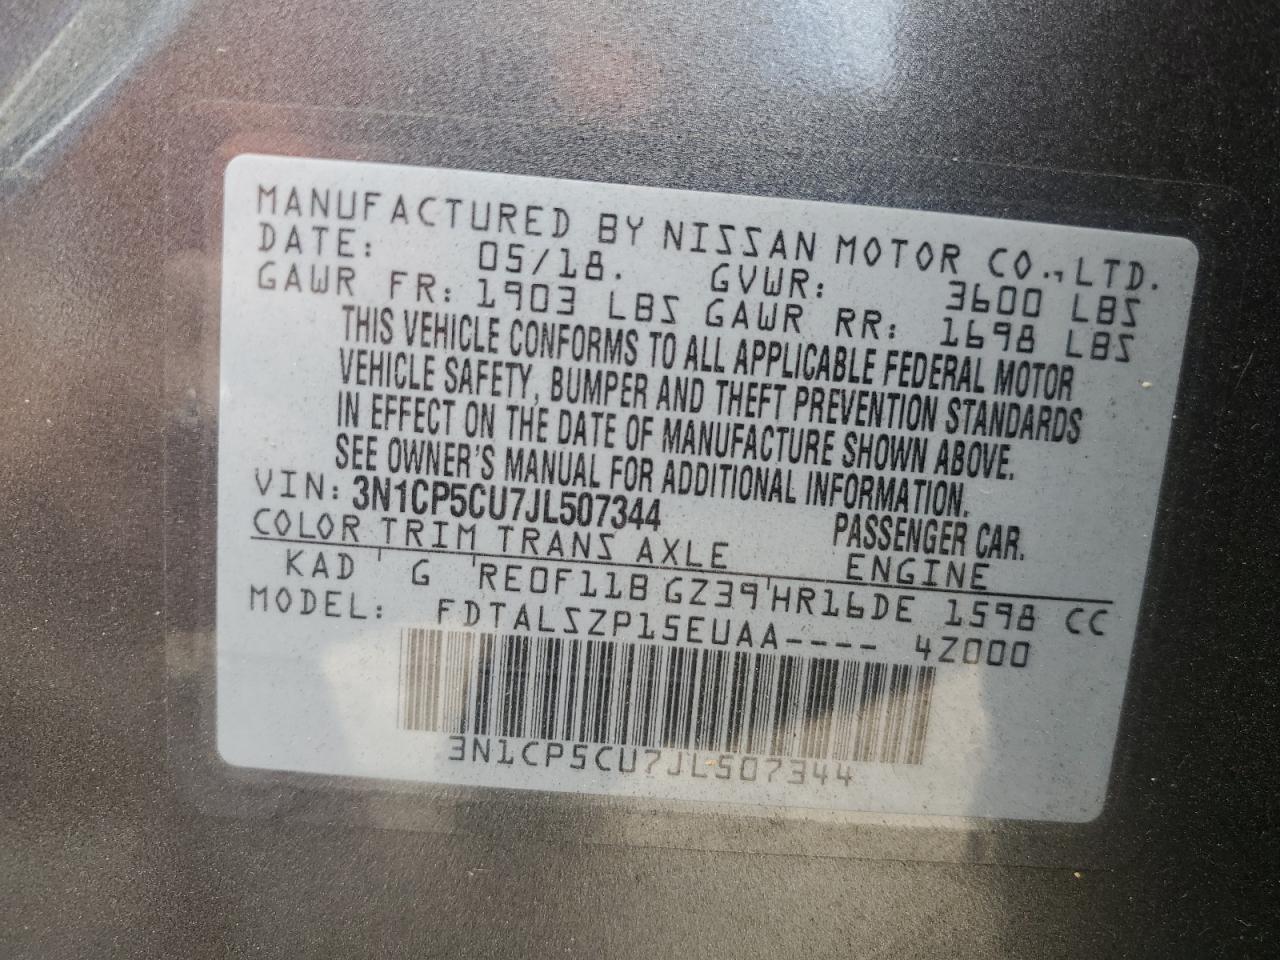 MANUFACTURED BY NISSAN MOTOR CO., LTD.
DATE: 05/18. GVWR: 3600 LBS
GAWR FR: 1903 LBS GAWR RR: 1698 LBS
THIS VEHICLE CONFORMS TO ALL APPLICABLE FEDERAL MOTOR
VEHICLE SAFETY, BUMPER AND THEFT PREVENTION STANDARDS
IN EFFECT ON THE DATE OF MANUFACTURE SHOWN ABOVE.
SEE OWNER'S MANUAL FOR ADDITIONAL INFORMATION.
VIN: 3N1CP5CU7JL507344 PASSENGER CAR.
COLOR TRIM TRANS AXLE ENGINE
KAD G RE0F11B GZ39 HR16DE 1598 CC
MODEL: FDTALSZP15EUAA---- 4Z000
3N1CP5CU7JL507344